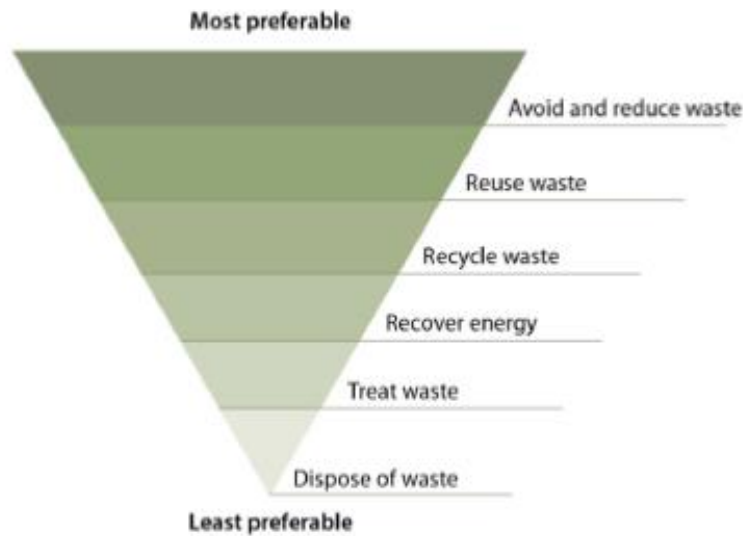 Most preferable
Avoid and reduce waste
Reuse waste
Recycle waste
Recover energy
Treat waste
Dispose of waste
Least preferable